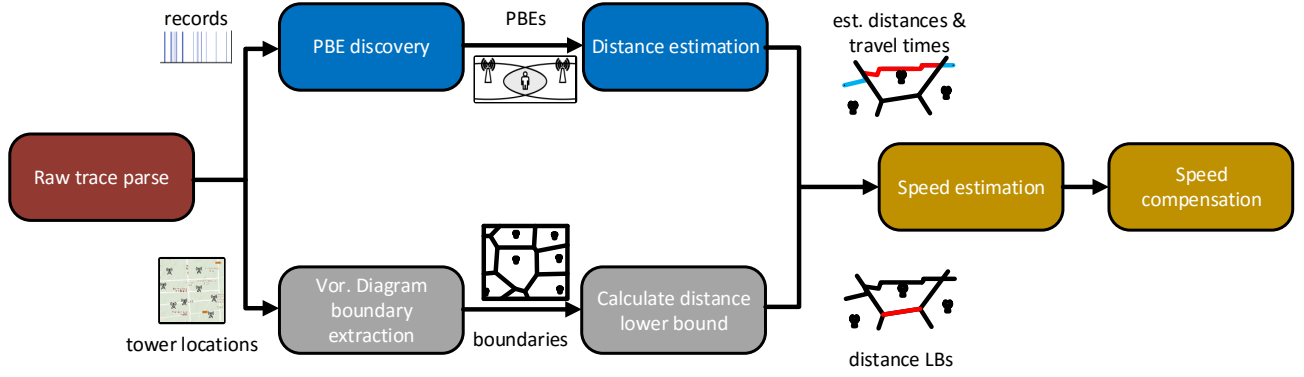 records
PBE discovery
PBEs
Distance estimation
est. distances &
travel times
Raw trace parse
Speed estimation
Speed
compensation
tower locations
Vor. Diagram
boundary
extraction
boundaries
Calculate distance
lower bound
distance LBs